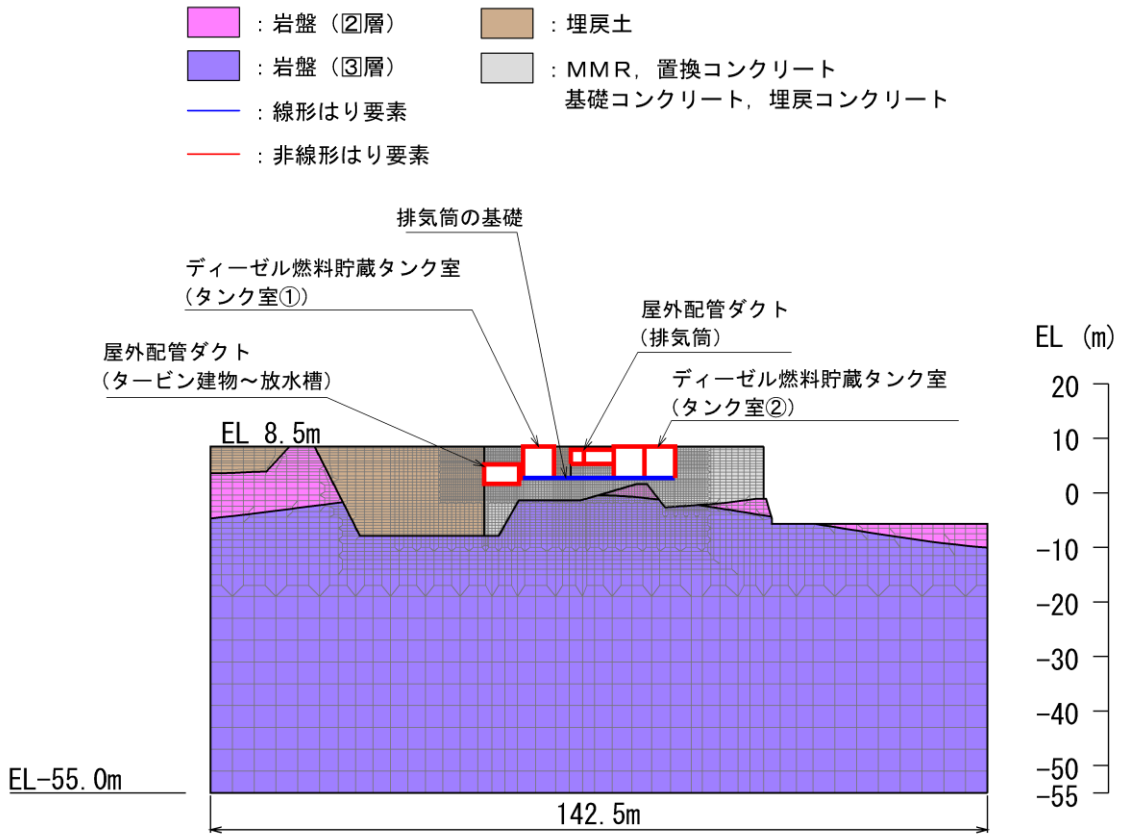 ：岩盤（②層）
：埋戻土
：岩盤（③層）
：ＭＭＲ，置換コンクリート
基礎コンクリート，埋戻コンクリート
：線形はり要素
：非線形はり要素
排気筒の基礎
ディーゼル燃料貯蔵タンク室
(タンク室①)
屋外配管ダクト
(排気筒)
屋外配管ダクト
(タービン建物～放水槽)
ディーゼル燃料貯蔵タンク室
(タンク室②)
EL (m)
20
10
0
-10
-20
-30
-40
-50
-55
EL 8.5m
EL-55.0m
142.5m